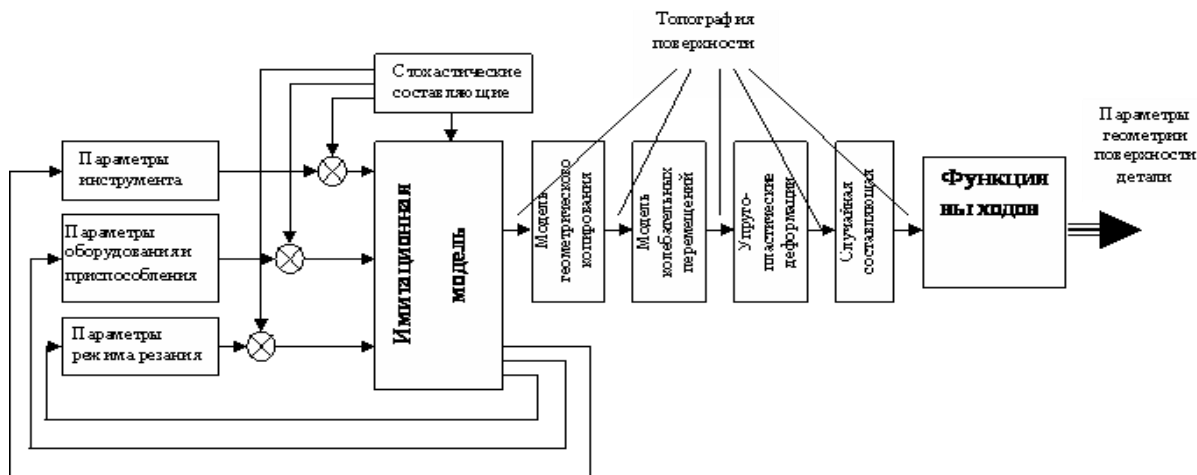 Топография
поверхности
Стохастические
составляющие
Параметры
инструмента
Параметры
оборудования и
приспособления
Параметры
режима резания
Имитационная
модель
Модель
геометрического
копирования
Модель
колебательных
перемещений
Упруго-
пластические
деформации
Случайная
составляющая
Функция
выходов
Параметры
геометрии
поверхности
детали